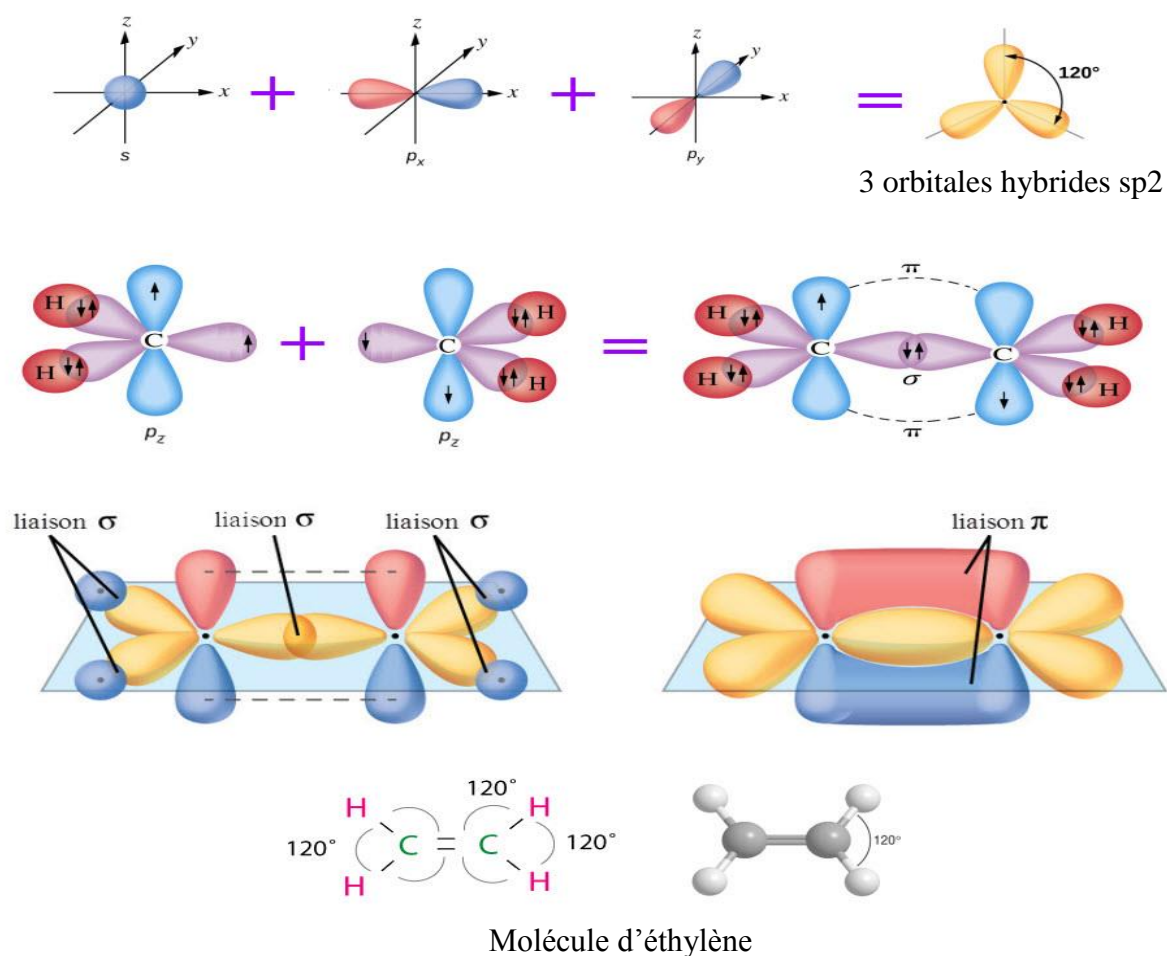 z y x s + z y x pₓ + z y x p_y = 120°
3 orbitales hybrides sp2
H ↓↑ H ↓↑ ↑ C ↑ p_z + ↓ C ↓ ↓↑ H ↓↑ H p_z = H ↓↑ H ↓↑ ↑ C π ↓↑ σ π C ↓ ↓↑ H ↓↑ H
liaison σ liaison σ liaison σ liaison π
120°
H H
120° C = C 120° 120°
H H
Molécule d’éthylène